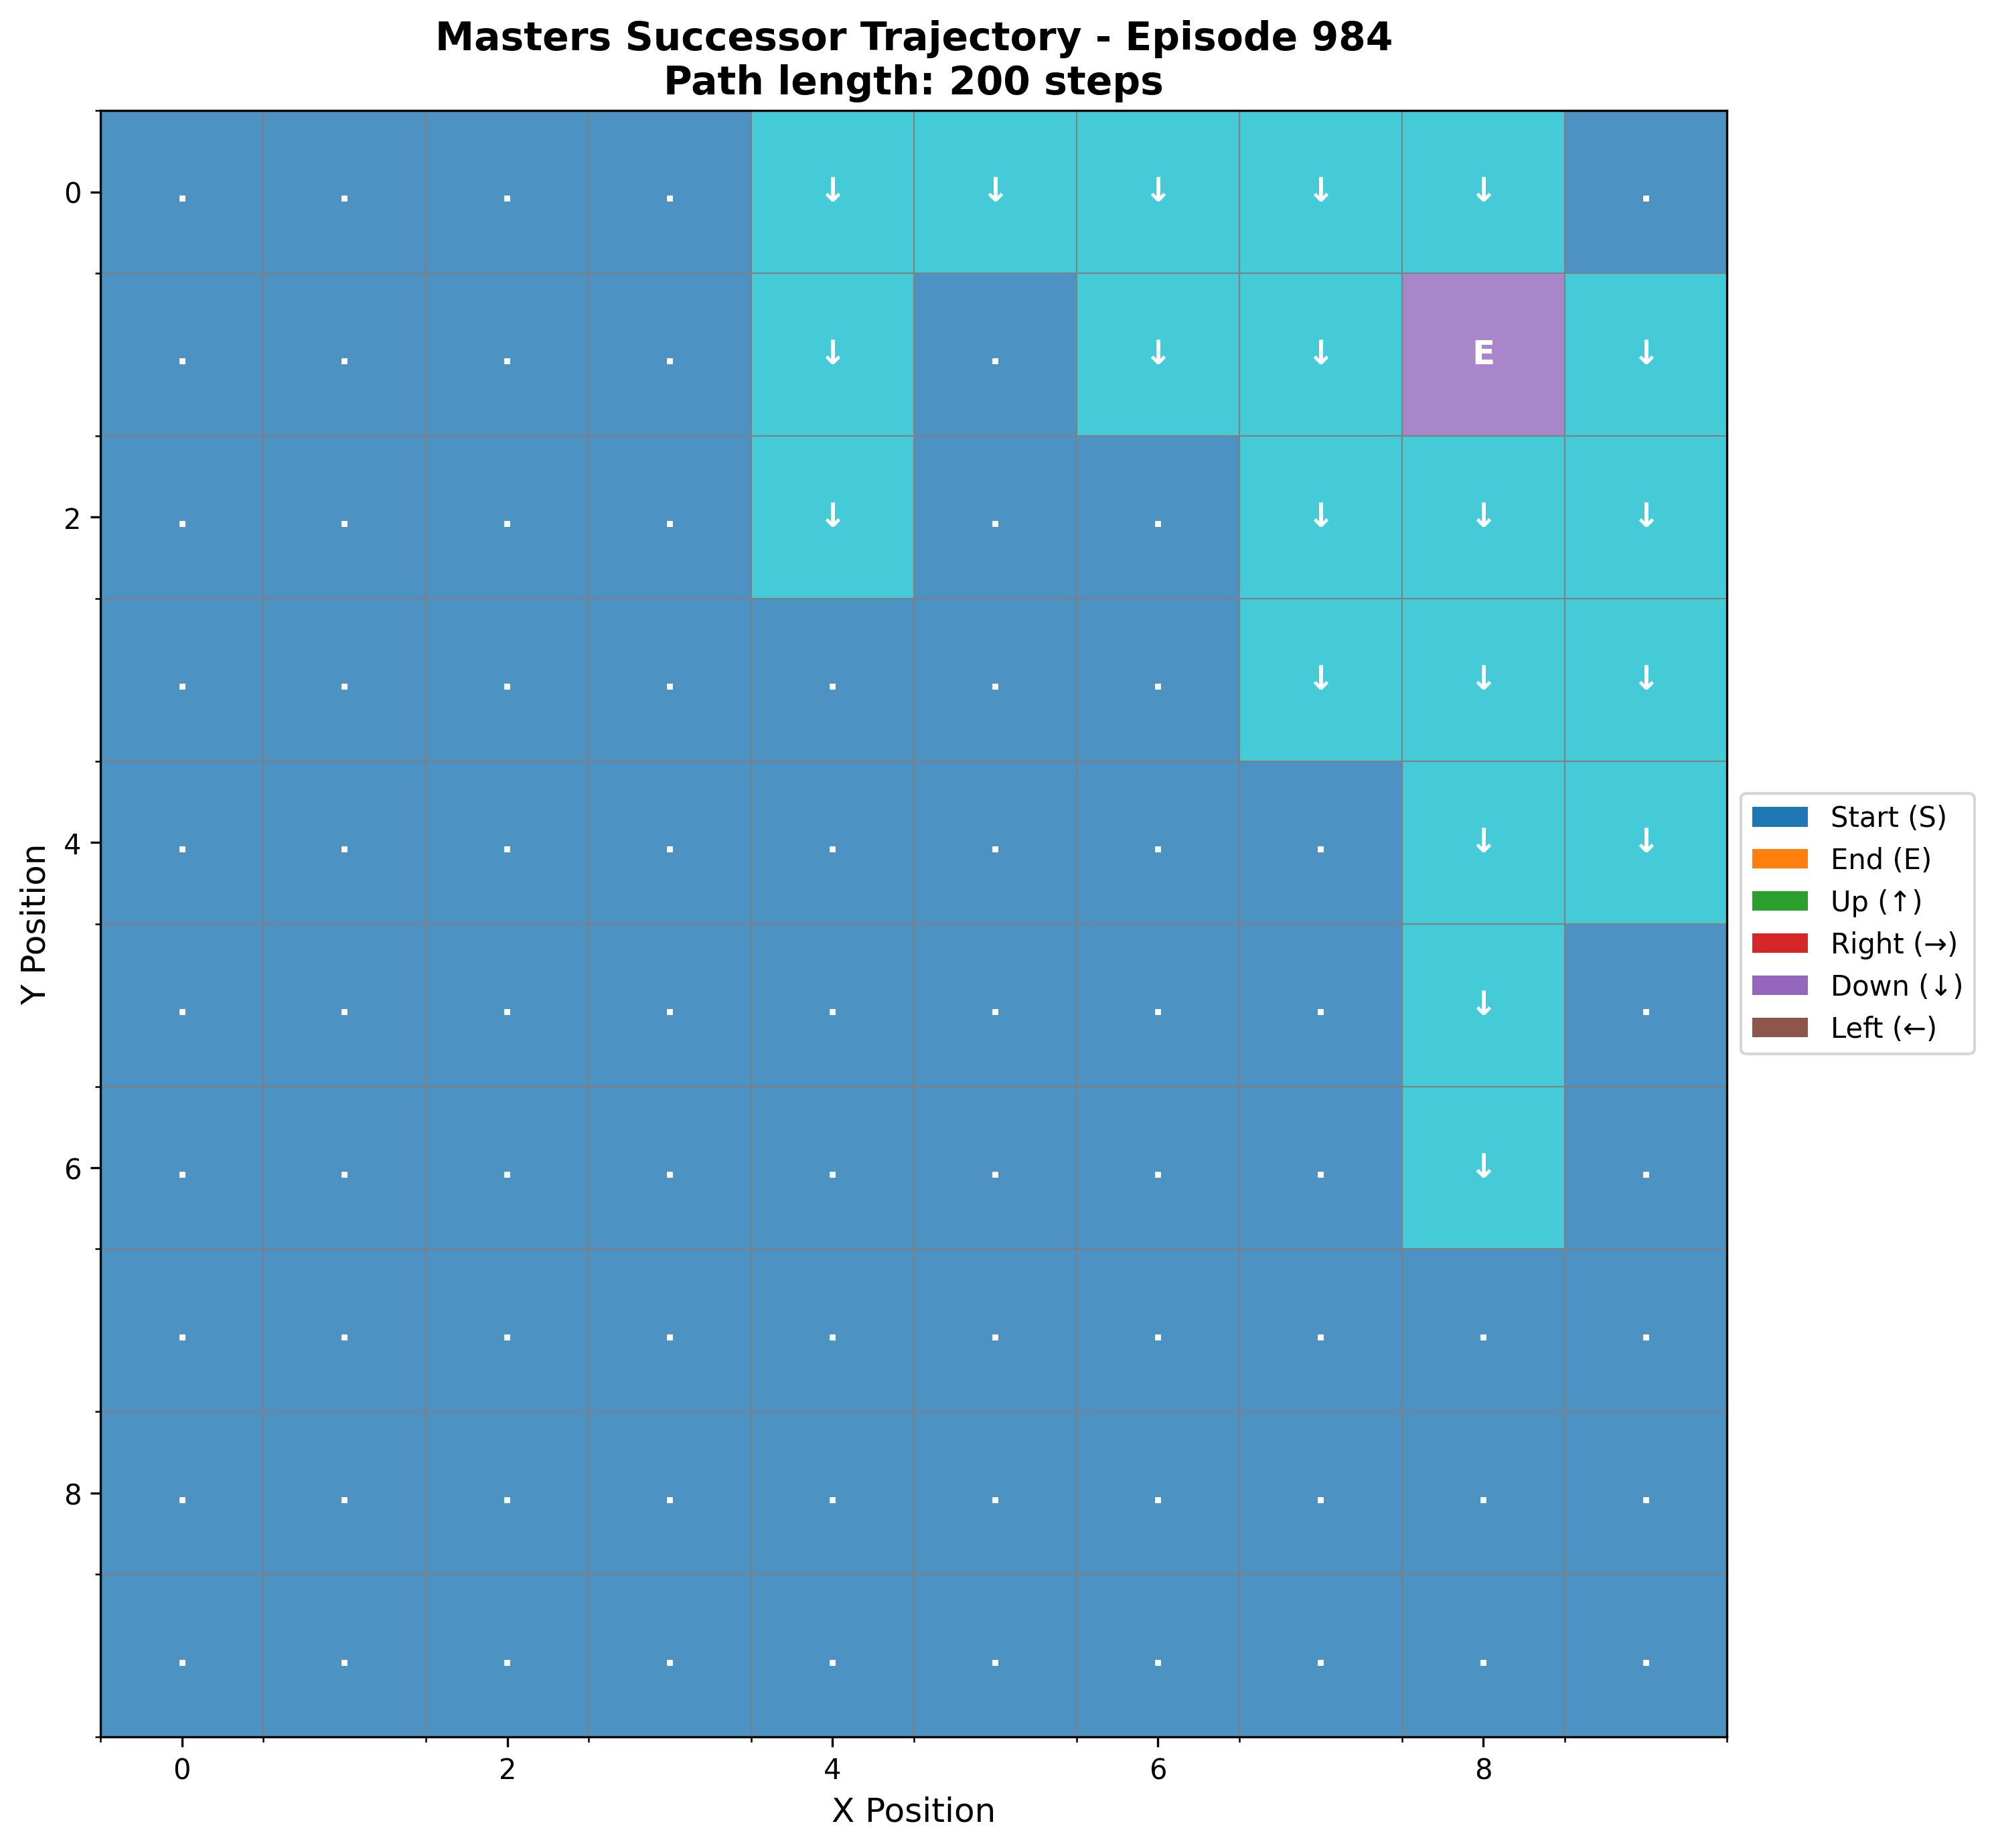 Masters Successor Trajectory - Episode 984
Path length: 200 steps
0 . . . . ↓ ↓ ↓ ↓ ↓ .
. . . . ↓ . ↓ ↓ E ↓
2 . . . . ↓ . . ↓ ↓ ↓
. . . . . . . ↓ ↓ ↓
4 . . . . . . . . ↓ ↓
. . . . . . . . ↓ .
6 . . . . . . . . ↓ .
. . . . . . . . . .
8 . . . . . . . . . .
. . . . . . . . . .
0 2 4 6 8
X Position
Y Position
Start (S)
End (E)
Up (↑)
Right (→)
Down (↓)
Left (←)